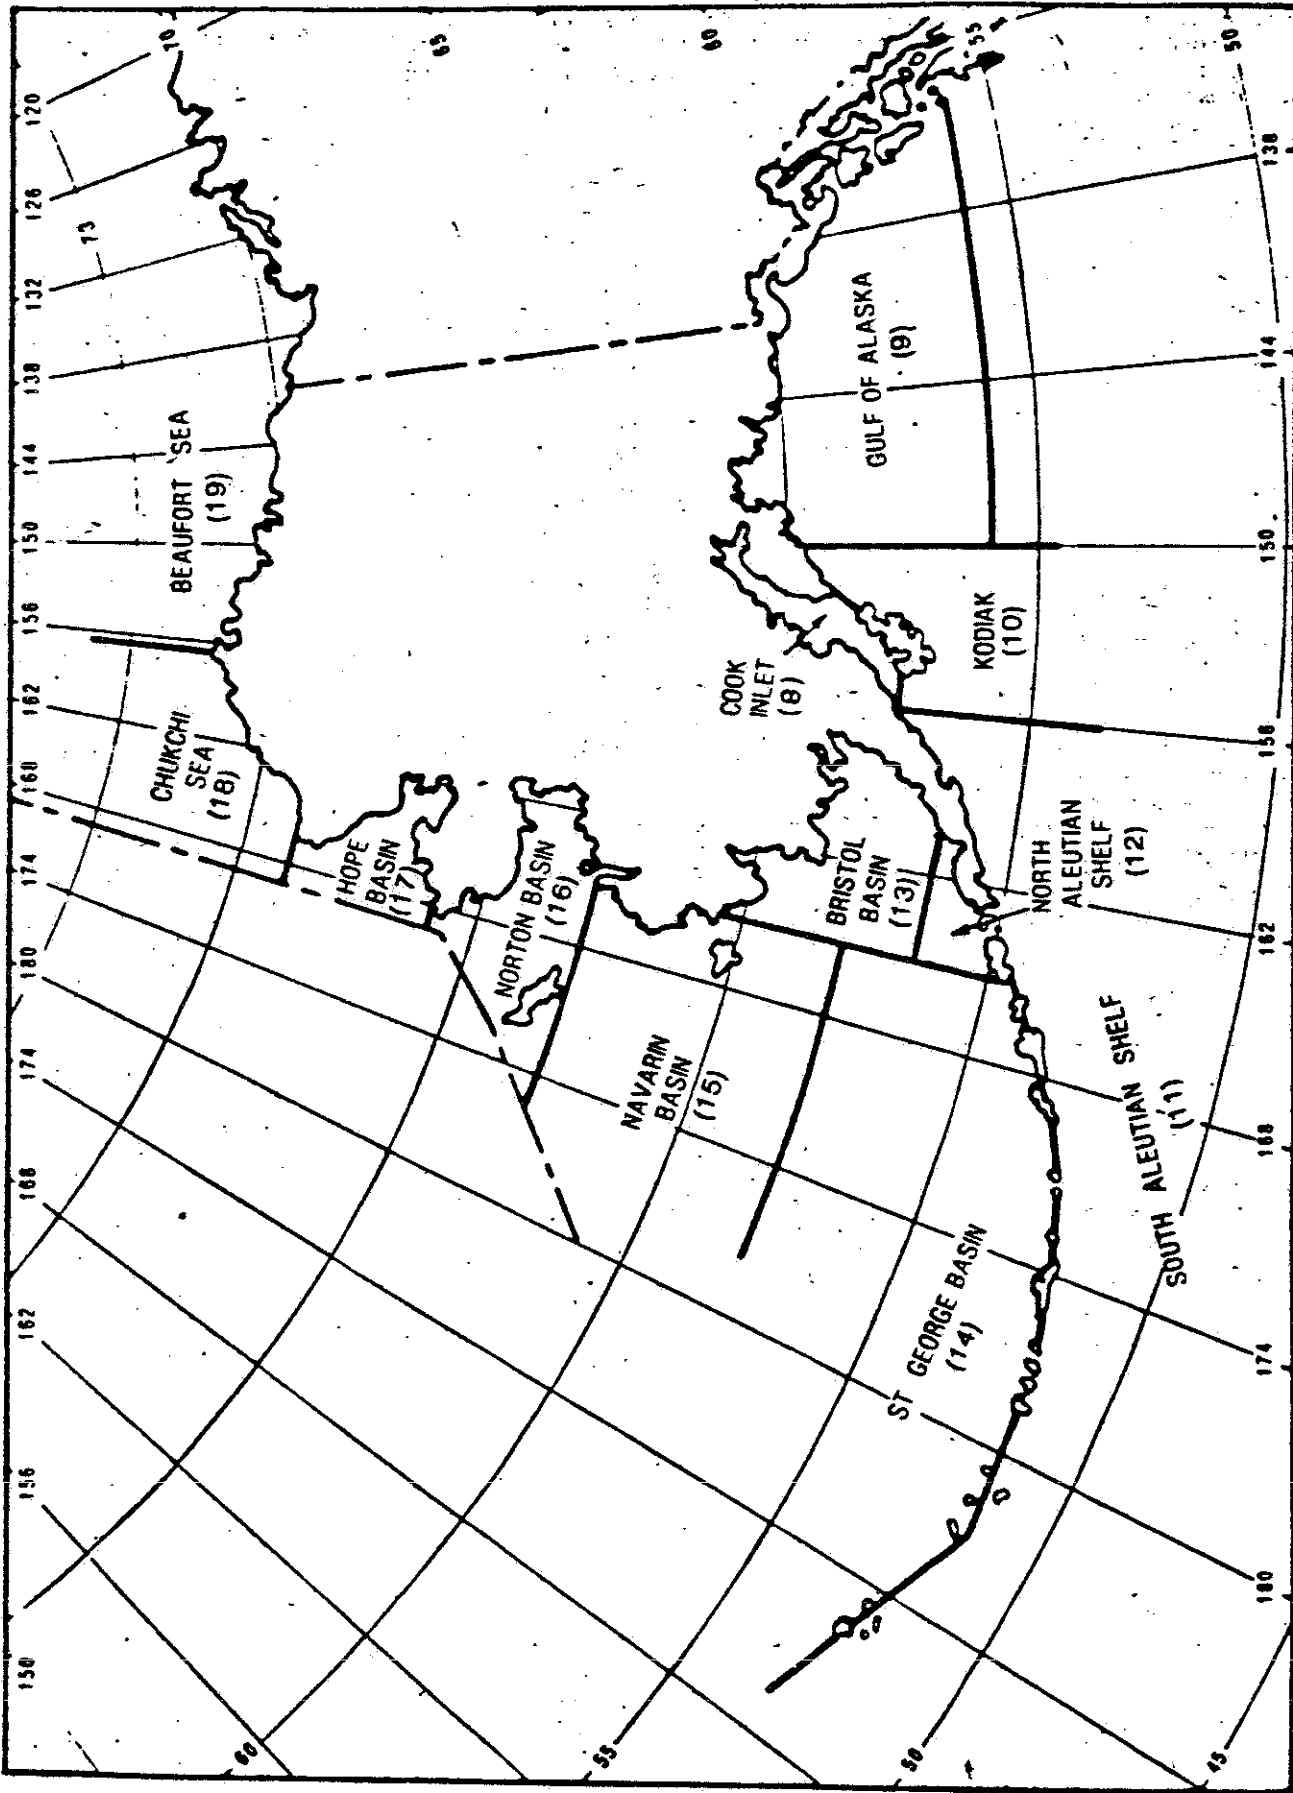 150
156
162
168
174
180
174
168
162
156
150
144
138
132
126
120
73
70
65
60
55
50
BEAUFORT SEA
(19)
CHUKCHI
SEA
(18)
HOPE
BASIN
(17)
NORTON BASIN
(16)
NAVARIN
BASIN
(15)
ST GEORGE BASIN
(14)
BRISTOL
BASIN
(13)
NORTH
ALEUTIAN
SHELF
(12)
SOUTH ALEUTIAN SHELF
(11)
KODIAK
(10)
GULF OF ALASKA
(9)
COOK
INLET
(8)
60
55
50
45
180
174
168
162
156
150
144
138